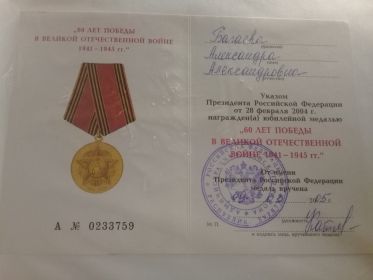 „60 ЛЕТ ПОБЕДЫ
В ВЕЛИКОЙ ОТЕЧЕСТВЕННОЙ ВОЙНЕ
1941–1945 гг.”
А № 0233759
Александра
Александровна
Указом
Президента Российской Федерации
от 28 февраля 2004 г.
награжден(а) юбилейной медалью
„60 ЛЕТ ПОБЕДЫ
В ВЕЛИКОЙ ОТЕЧЕСТВЕННОЙ
ВОЙНЕ 1941–1945 гг.”
От имени
Президента Российской Федерации
медаль вручена
М. П.